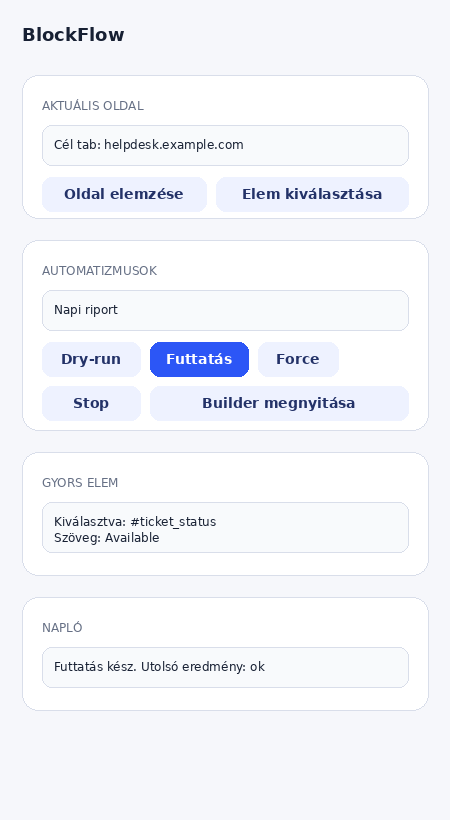 BlockFlow
AKTUÁLIS OLDAL
Cél tab: helpdesk.example.com
Oldal elemzése
Elem kiválasztása
AUTOMATIZMUSOK
Napi riport
Dry-run
Futtatás
Force
Stop
Builder megnyitása
GYORS ELEM
Kiválasztva: #ticket_status
Szöveg: Available
NAPLÓ
Futtatás kész. Utolsó eredmény: ok